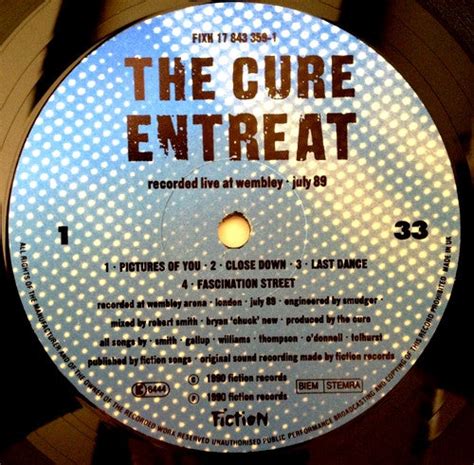 FIXH 17 843 359-1
THE CURE
ENTREAT
recorded live at wembley · july 89
1
33
1 · PICTURES OF YOU · 2 · CLOSE DOWN · 3 · LAST DANCE
4 · FASCINATION STREET
recorded at wembley arena · london · july 89 · engineered by smudger ·
mixed by robert smith · bryan 'chuck' new · produced by the cure
all songs by · smith · gallup · williams · thompson · o'donnell · tolhurst
published by fiction songs · original sound recording made by fiction records
6444
℗ 1990 fiction records
© 1990 fiction records
BIEM STEMRA
FICTION
ALL RIGHTS OF THE MANUFACTURER AND OF THE OWNER OF THE RECORDED WORK RESERVED UNAUTHORISED PUBLIC PERFORMANCE BROADCASTING AND COPYING OF THIS RECORD PROHIBITED · MADE IN UK